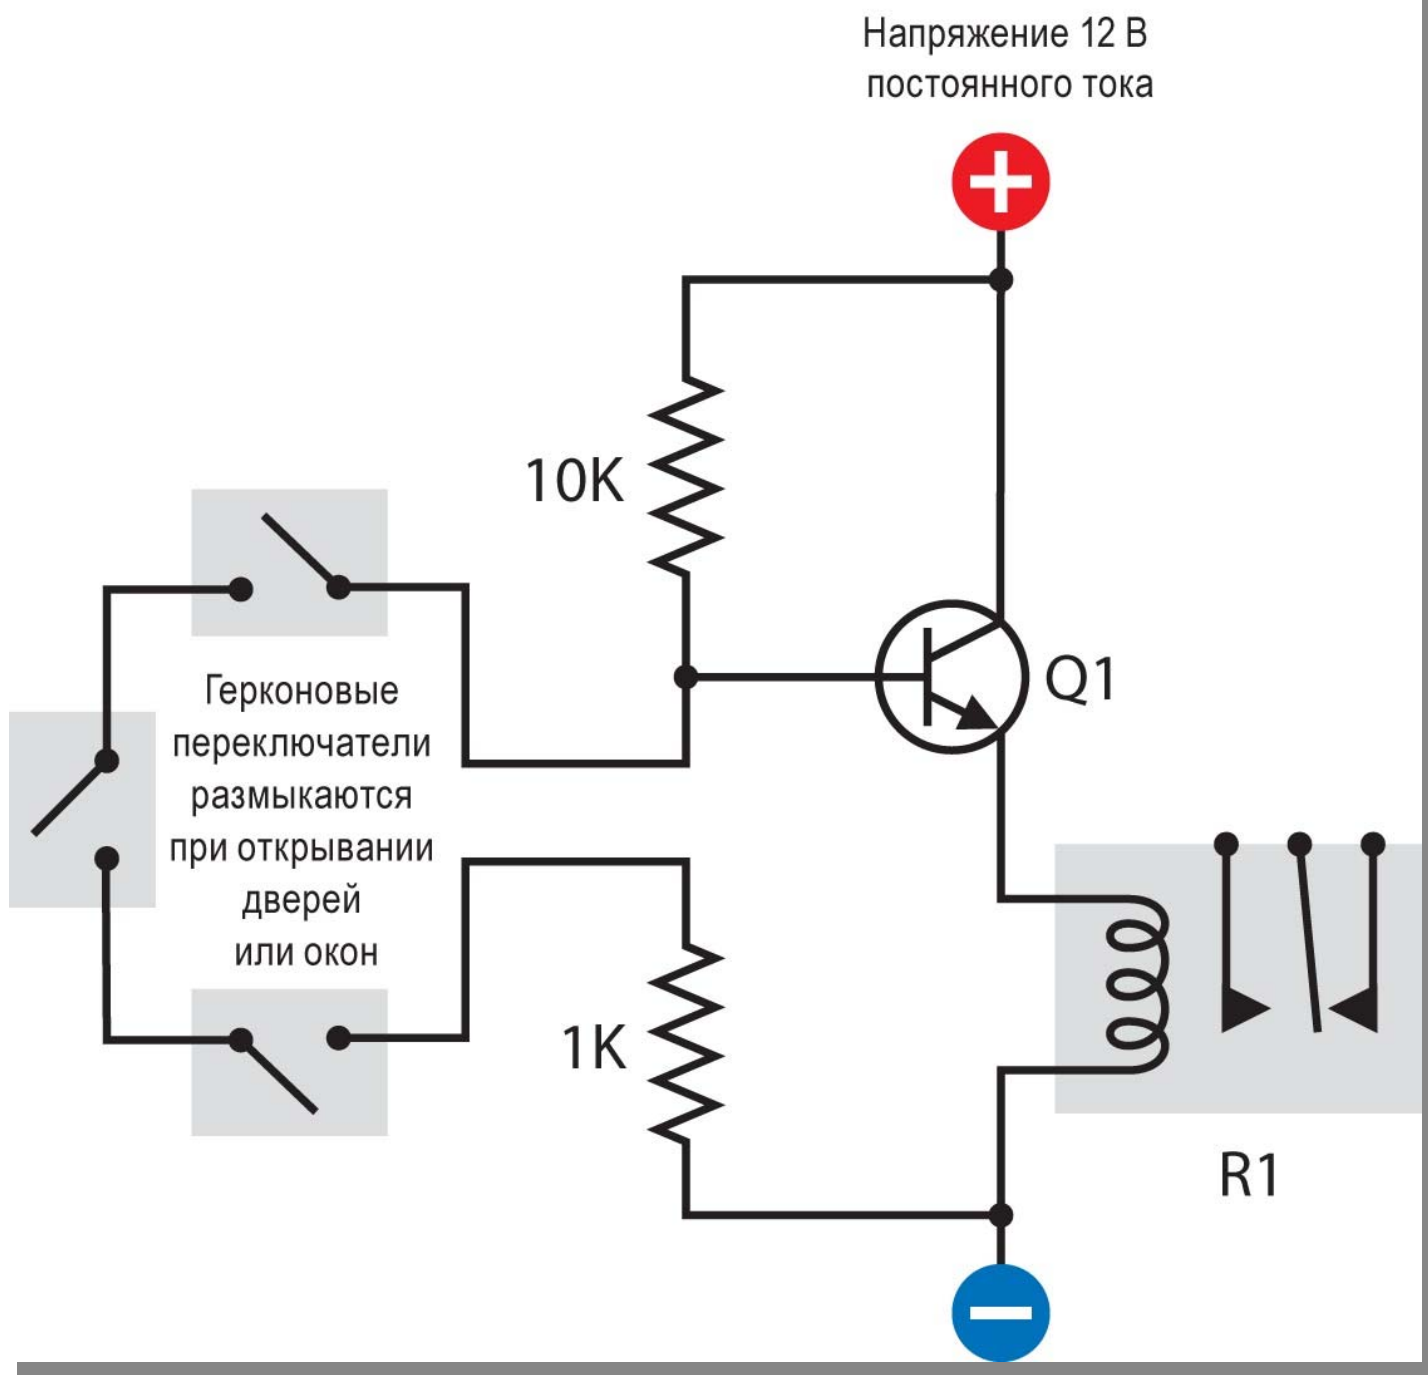 Напряжение 12 В
постоянного тока
10K
Q1
Герконовые
переключатели
размыкаются
при открывании
дверей
или окон
1K
R1